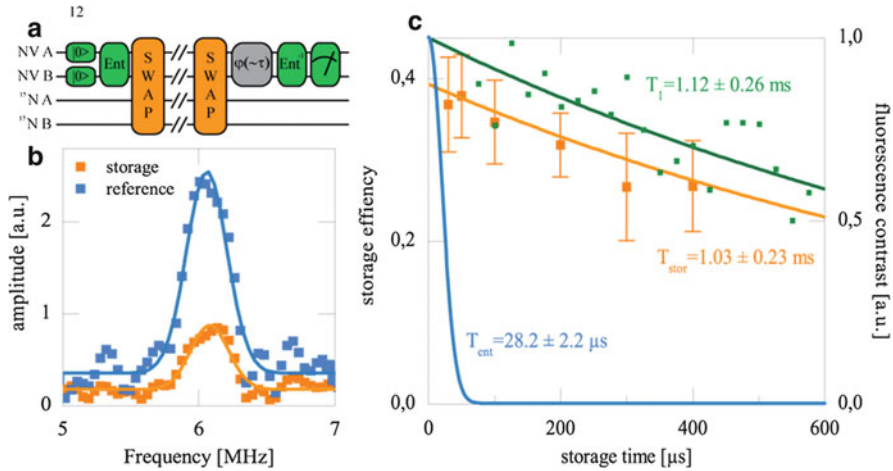 12
a
NV A |0> Ent SWAP // SWAP φ(~τ) Ent⁻
NV B |0>
¹⁵N A
¹⁵N B
b
storage
reference
amplitude [a.u.]
2
1
0
5 6 7
Frequency [MHz]
c
storage effiency
0,4
0,2
0,0
T₁=1.12 ± 0.26 ms
T_stor=1.03 ± 0.23 ms
T_ent=28.2 ± 2.2 µs
1,0
0,5
0,0
fluorescence contrast [a.u.]
0 200 400 600
storage time [µs]